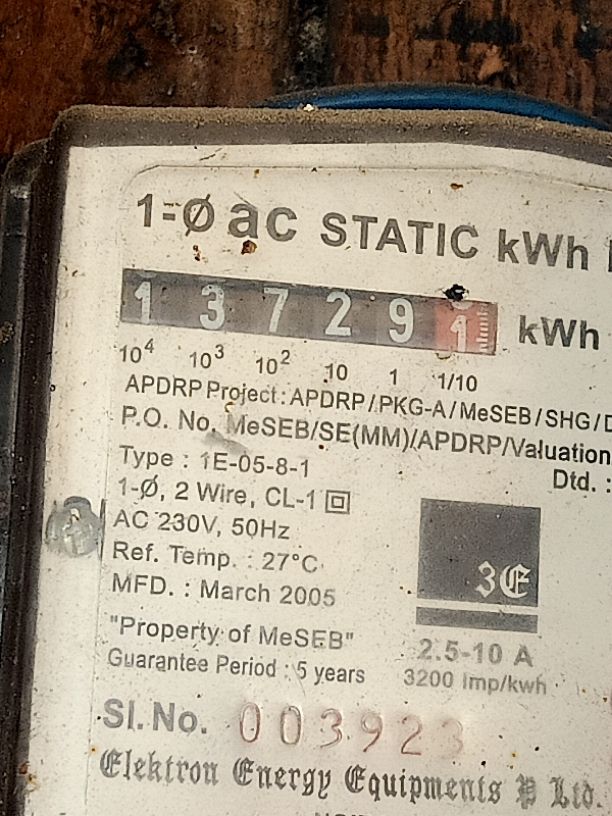 1-Ø ac STATIC kWh
1 3 7 2 9 1 kWh
10⁴ 10³ 10² 10 1 1/10
APDRP Project : APDRP/PKG-A/MeSEB/SHG/
P.O. No. MeSEB/SE(MM)/APDRP/Valuation
Dtd. :
Type : 1E-05-8-1
1-Ø, 2 Wire, CL-1
AC 230V, 50Hz
Ref. Temp. : 27°C
MFD. : March 2005
3E
"Property of MeSEB"
2.5-10 A
Guarantee Period : 5 years
3200 imp/kwh
Sl. No. 003923
Elektron Energy Equipments P Ltd.